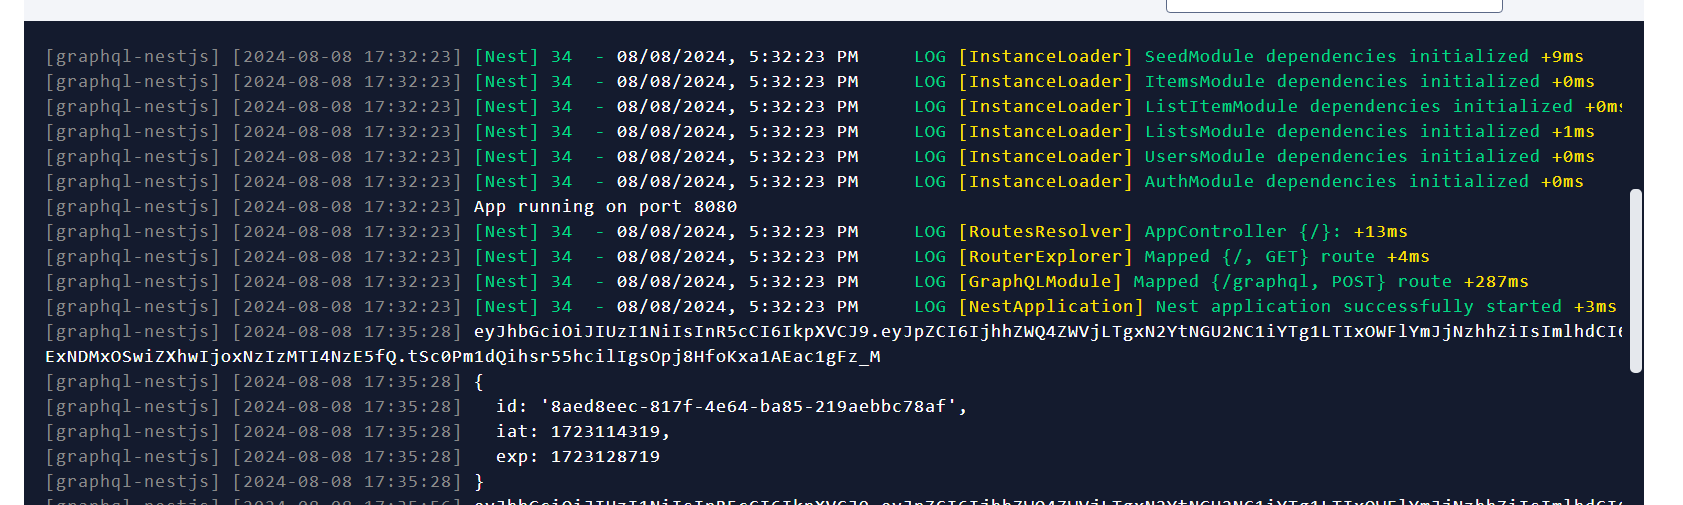 [graphql-nestjs] [2024-08-08 17:32:23] [Nest] 34  - 08/08/2024, 5:32:23 PM     LOG [InstanceLoader] SeedModule dependencies initialized +9ms
[graphql-nestjs] [2024-08-08 17:32:23] [Nest] 34  - 08/08/2024, 5:32:23 PM     LOG [InstanceLoader] ItemsModule dependencies initialized +0ms
[graphql-nestjs] [2024-08-08 17:32:23] [Nest] 34  - 08/08/2024, 5:32:23 PM     LOG [InstanceLoader] ListItemModule dependencies initialized +0ms
[graphql-nestjs] [2024-08-08 17:32:23] [Nest] 34  - 08/08/2024, 5:32:23 PM     LOG [InstanceLoader] ListsModule dependencies initialized +1ms
[graphql-nestjs] [2024-08-08 17:32:23] [Nest] 34  - 08/08/2024, 5:32:23 PM     LOG [InstanceLoader] UsersModule dependencies initialized +0ms
[graphql-nestjs] [2024-08-08 17:32:23] [Nest] 34  - 08/08/2024, 5:32:23 PM     LOG [InstanceLoader] AuthModule dependencies initialized +0ms
[graphql-nestjs] [2024-08-08 17:32:23] App running on port 8080
[graphql-nestjs] [2024-08-08 17:32:23] [Nest] 34  - 08/08/2024, 5:32:23 PM     LOG [RoutesResolver] AppController {/}: +13ms
[graphql-nestjs] [2024-08-08 17:32:23] [Nest] 34  - 08/08/2024, 5:32:23 PM     LOG [RouterExplorer] Mapped {/, GET} route +4ms
[graphql-nestjs] [2024-08-08 17:32:23] [Nest] 34  - 08/08/2024, 5:32:23 PM     LOG [GraphQLModule] Mapped {/graphql, POST} route +287ms
[graphql-nestjs] [2024-08-08 17:32:23] [Nest] 34  - 08/08/2024, 5:32:23 PM     LOG [NestApplication] Nest application successfully started +3ms
[graphql-nestjs] [2024-08-08 17:35:28] eyJhbGciOiJIUzI1NiIsInR5cCI6IkpXVCJ9.eyJpZCI6IjhhZWQ4ZWVjLTgxN2YtNGU2NC1iYTg1LTIxOWFlYmJjNzhhZiIsImlhdCI6
ExNDMxOSwiZXhwIjoxNzIzMTI4NzE5fQ.tSc0Pm1dQihsr55hcilIgsOpj8HfoKxa1AEac1gFz_M
[graphql-nestjs] [2024-08-08 17:35:28] {
[graphql-nestjs] [2024-08-08 17:35:28]   id: '8aed8eec-817f-4e64-ba85-219aebbc78af',
[graphql-nestjs] [2024-08-08 17:35:28]   iat: 1723114319,
[graphql-nestjs] [2024-08-08 17:35:28]   exp: 1723128719
[graphql-nestjs] [2024-08-08 17:35:28] }